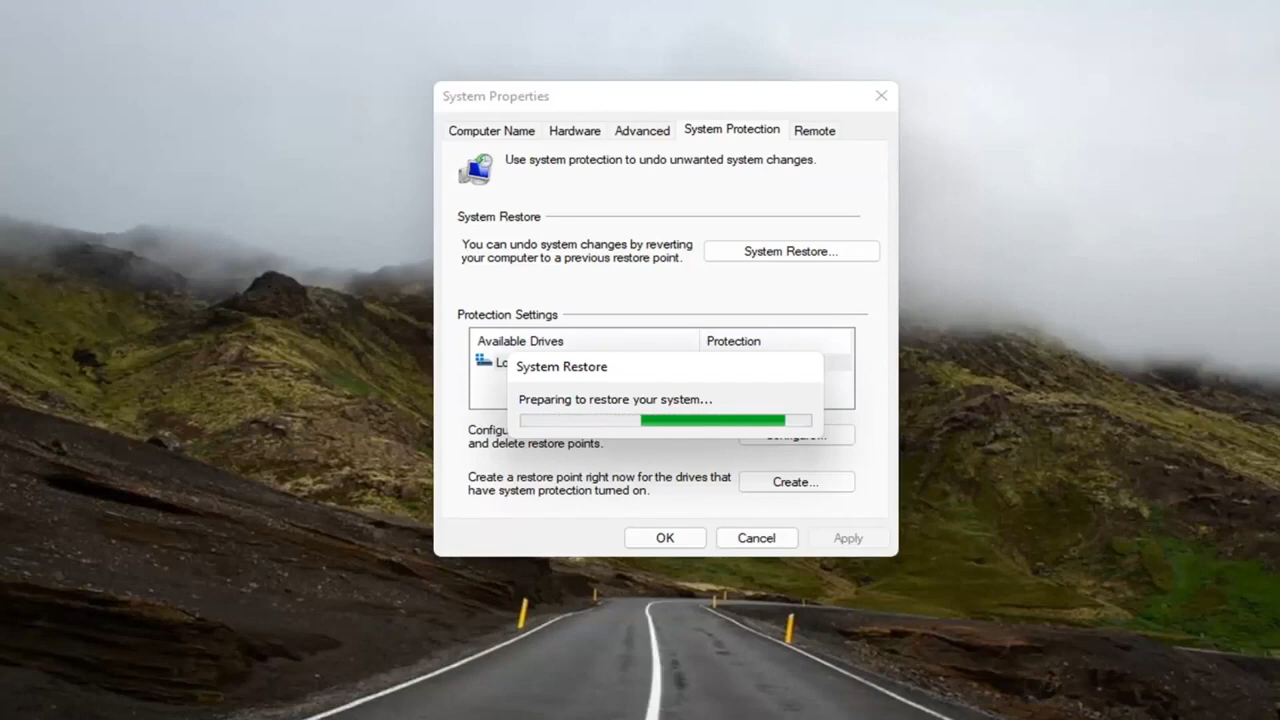 System Properties
Computer Name Hardware Advanced System Protection Remote
Use system protection to undo unwanted system changes.
System Restore
You can undo system changes by reverting
your computer to a previous restore point.
System Restore...
Protection Settings
Available Drives Protection
System Restore
Preparing to restore your system...
and delete restore points.
Create a restore point right now for the drives that
have system protection turned on.
Create...
OK Cancel Apply